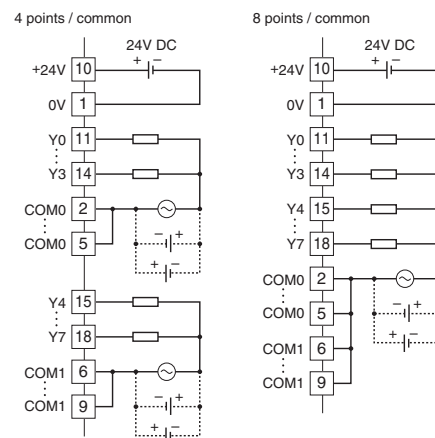 4 points / common
24V DC
+ −
+24V 10
0V 1
Y0 11
Y3 14
COM0 2
COM0 5
− +
+ −
Y4 15
Y7 18
COM1 6
COM1 9
− +
+ −
8 points / common
24V DC
+ −
+24V 10
0V 1
Y0 11
Y3 14
Y4 15
Y7 18
COM0 2
COM0 5
COM1 6
COM1 9
− +
+ −